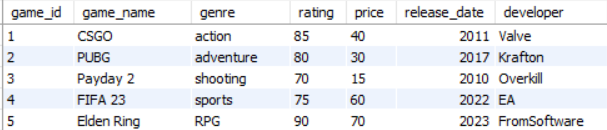 game_id game_name genre rating price release_date developer
1 CSGO action 85 40 2011 Valve
2 PUBG adventure 80 30 2017 Krafton
3 Payday 2 shooting 70 15 2010 Overkill
4 FIFA 23 sports 75 60 2022 EA
5 Elden Ring RPG 90 70 2023 FromSoftware